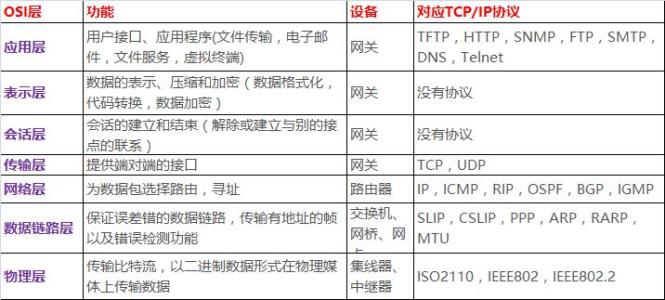 OSI层 功能 设备 对应TCP/IP协议
应用层 用户接口、应用程序(文件传输，电子邮件，文件服务，虚拟终端) 网关 TFTP，HTTP，SNMP，FTP，SMTP，DNS，Telnet
表示层 数据的表示、压缩和加密（数据格式化，代码转换，数据加密） 网关 没有协议
会话层 会话的建立和结束（解除或建立与别的接点的联系） 网关 没有协议
传输层 提供端对端的接口 网关 TCP，UDP
网络层 为数据包选择路由，寻址 路由器 IP，ICMP，RIP，OSPF，BGP，IGMP
数据链路层 保证误差错的数据链路，传输有地址的帧以及错误检测功能 交换机、网桥、网 SLIP，CSLIP，PPP，ARP，RARP，MTU
物理层 传输比特流，以二进制数据形式在物理媒体上传输数据 集线器、中继器 ISO2110，IEEE802，IEEE802.2